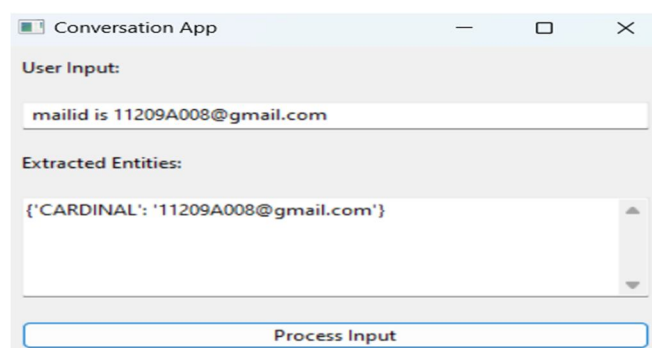 Conversation App
User Input:
mailid is 11209A008@gmail.com
Extracted Entities:
{'CARDINAL': '11209A008@gmail.com'}
Process Input